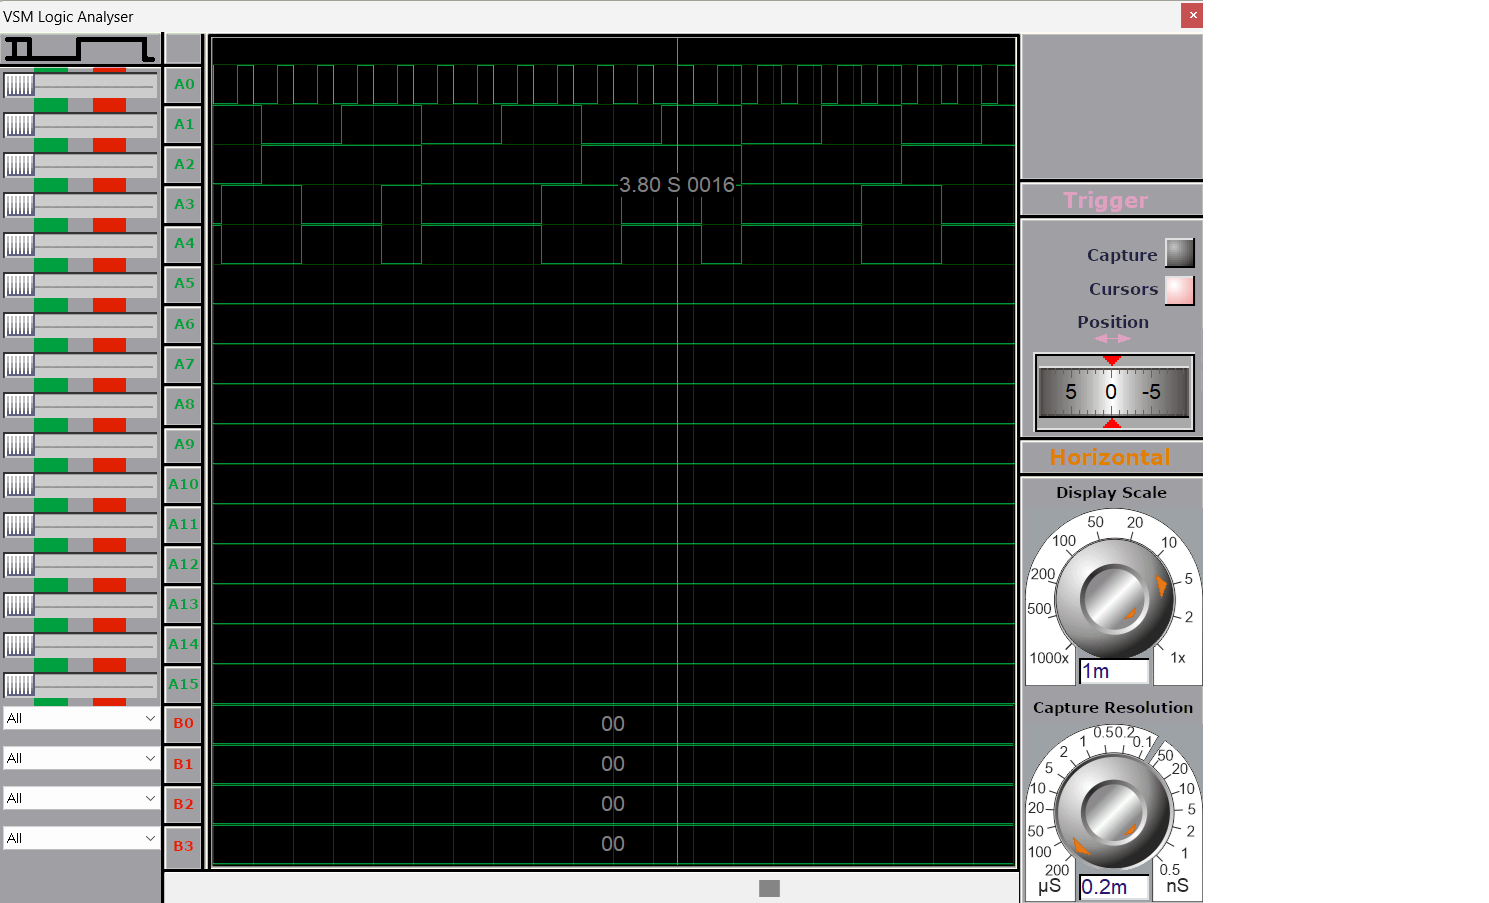 VSM Logic Analyser
A0
A1
A2
3.80 S 0016
A3
A4
A5
A6
A7
A8
A9
A10
A11
A12
A13
A14
A15
All
B0
00
All
B1
00
All
B2
00
All
B3
00
Trigger
Capture
Cursors
Position
5 0 -5
Horizontal
Display Scale
1000x 500 200 100 50 20 10 5 2 1x
1m
Capture Resolution
200 100 50 20 10 5 2 1 0.5 0.2 0.1 50 20 10 5 2 1 0.5
µS nS
0.2m